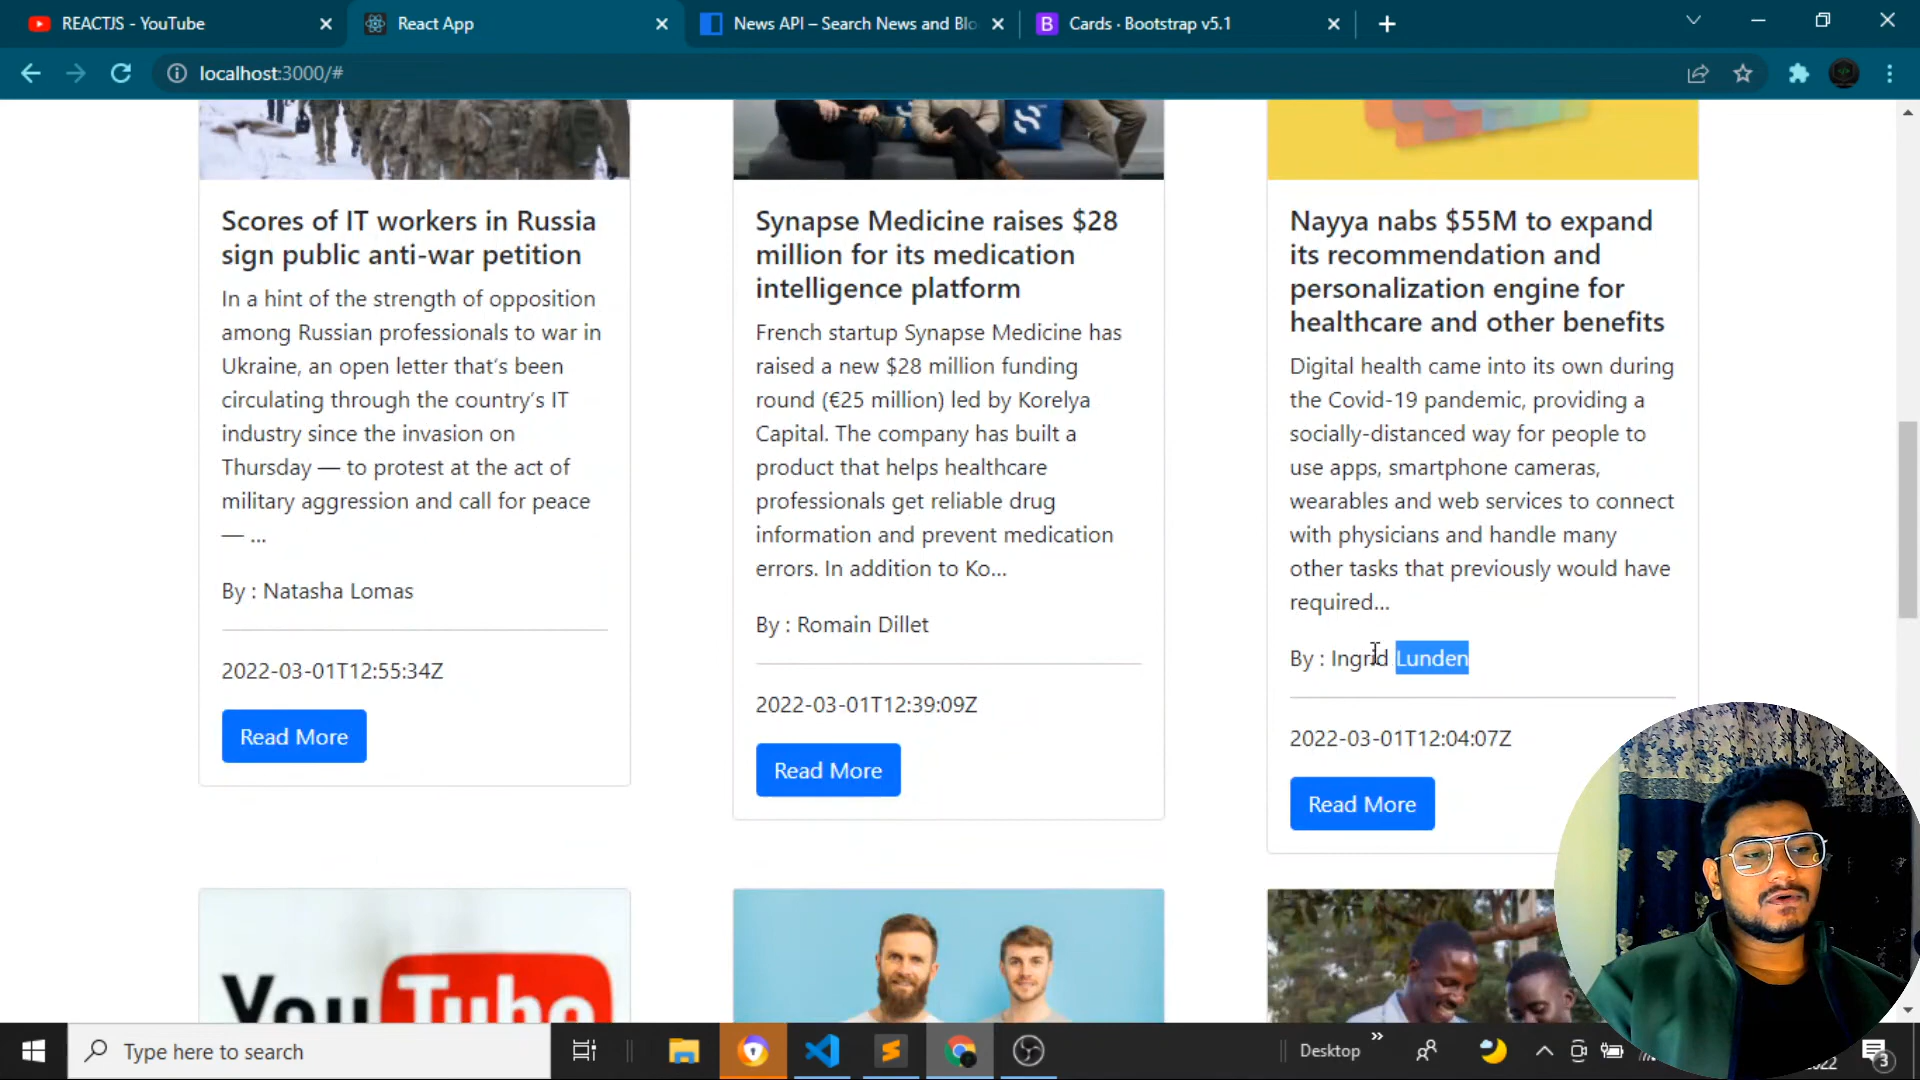 REACTJS - YouTube
React App
News API – Search News and Blo
Cards · Bootstrap v5.1
localhost:3000/#
Scores of IT workers in Russia
sign public anti-war petition
In a hint of the strength of opposition
among Russian professionals to war in
Ukraine, an open letter that's been
circulating through the country's IT
industry since the invasion on
Thursday — to protest at the act of
military aggression and call for peace
— ...
By : Natasha Lomas
2022-03-01T12:55:34Z
Read More
Synapse Medicine raises $28
million for its medication
intelligence platform
French startup Synapse Medicine has
raised a new $28 million funding
round (€25 million) led by Korelya
Capital. The company has built a
product that helps healthcare
professionals get reliable drug
information and prevent medication
errors. In addition to Ko...
By : Romain Dillet
2022-03-01T12:39:09Z
Read More
Nayya nabs $55M to expand
its recommendation and
personalization engine for
healthcare and other benefits
Digital health came into its own during
the Covid-19 pandemic, providing a
socially-distanced way for people to
use apps, smartphone cameras,
wearables and web services to connect
with physicians and handle many
other tasks that previously would have
required...
By : Ingrid Lunden
2022-03-01T12:04:07Z
Read More
YouTube
Type here to search
Desktop
3